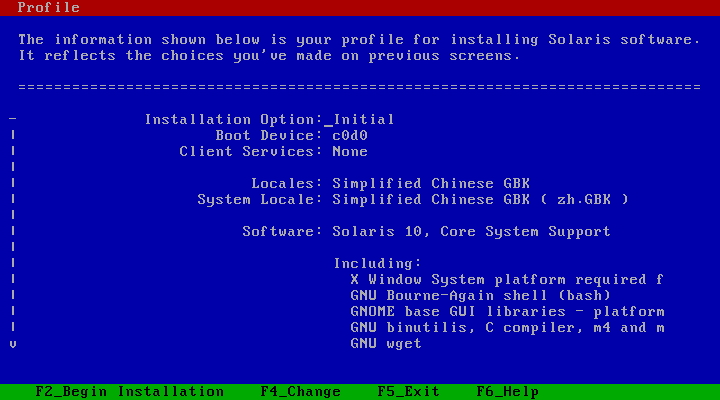 Profile
The information shown below is your profile for installing Solaris software.
It reflects the choices you've made on previous screens.
============================================================================
- Installation Option: Initial
| Boot Device: c0d0
| Client Services: None
|
| Locales: Simplified Chinese GBK
| System Locale: Simplified Chinese GBK ( zh.GBK )
|
| Software: Solaris 10, Core System Support
|
| Including:
| X Window System platform required f
| GNU Bourne-Again shell (bash)
| GNOME base GUI libraries - platform
| GNU binutilis, C compiler, m4 and m
v GNU wget
F2_Begin Installation F4_Change F5_Exit F6_Help